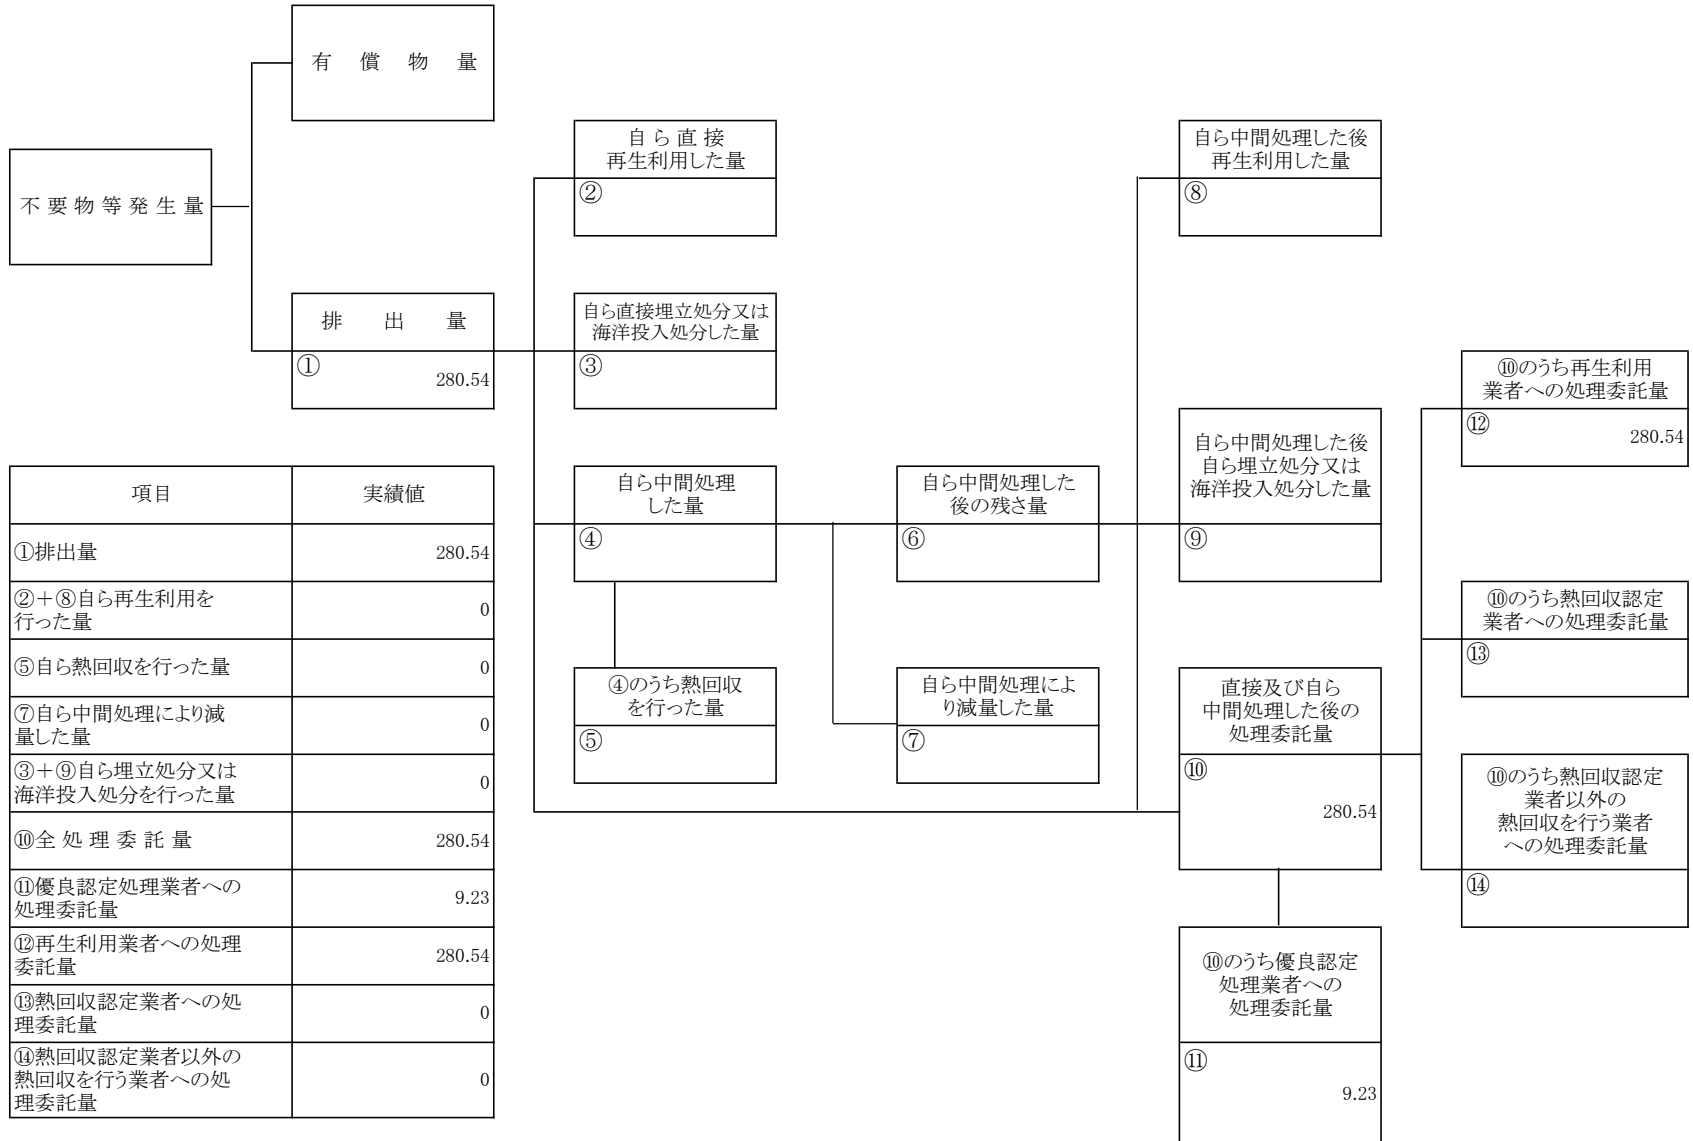 有償物量
不要物等発生量
排出量
①
280.54
自ら直接
再生利用した量
②
自ら直接埋立処分又は
海洋投入処分した量
③
自ら中間処理
した量
④
④のうち熱回収
を行った量
⑤
自ら中間処理した
後の残さ量
⑥
自ら中間処理によ
り減量した量
⑦
自ら中間処理した後
再生利用した量
⑧
自ら中間処理した後
自ら埋立処分又は
海洋投入処分した量
⑨
直接及び自ら
中間処理した後の
処理委託量
⑩
280.54
⑩のうち優良認定
処理業者への
処理委託量
⑪
9.23
⑩のうち再生利用
業者への処理委託量
⑫
280.54
⑩のうち熱回収認定
業者への処理委託量
⑬
⑩のうち熱回収認定
業者以外の
熱回収を行う業者
への処理委託量
⑭
項目 実績値
①排出量 280.54
②+⑧自ら再生利用を
行った量 0
⑤自ら熱回収を行った量 0
⑦自ら中間処理により減
量した量 0
③+⑨自ら埋立処分又は
海洋投入処分を行った量 0
⑩全処理委託量 280.54
⑪優良認定処理業者への
処理委託量 9.23
⑫再生利用業者への処理
委託量 280.54
⑬熱回収認定業者への処
理委託量 0
⑭熱回収認定業者以外の
熱回収を行う業者への処
理委託量 0